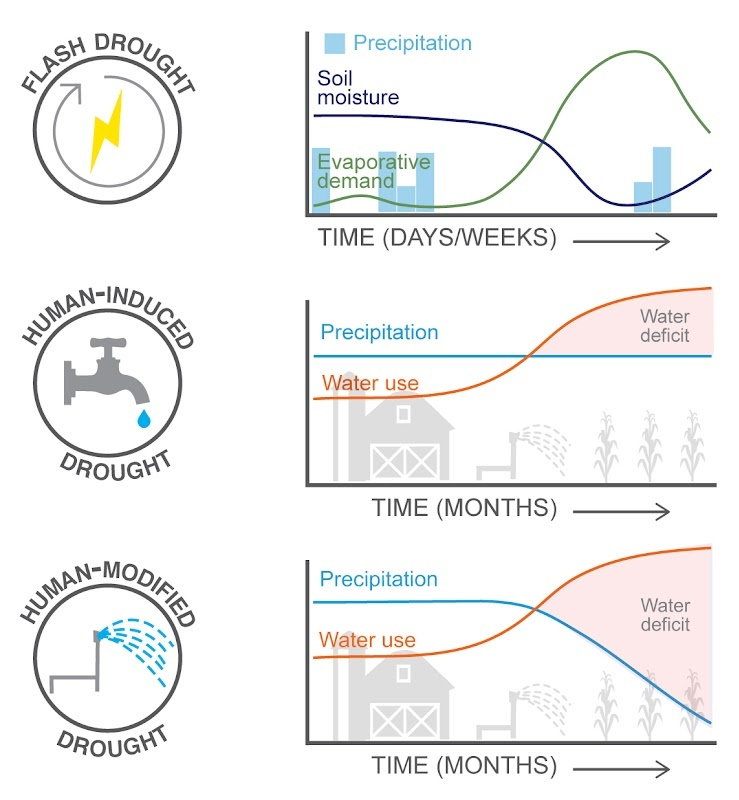 FLASH DROUGHT
Precipitation
Soil
moisture
Evaporative
demand
TIME (DAYS/WEEKS)
HUMAN-INDUCED
DROUGHT
Precipitation
Water use
Water
deficit
TIME (MONTHS)
HUMAN-MODIFIED
DROUGHT
Precipitation
Water use
Water
deficit
TIME (MONTHS)